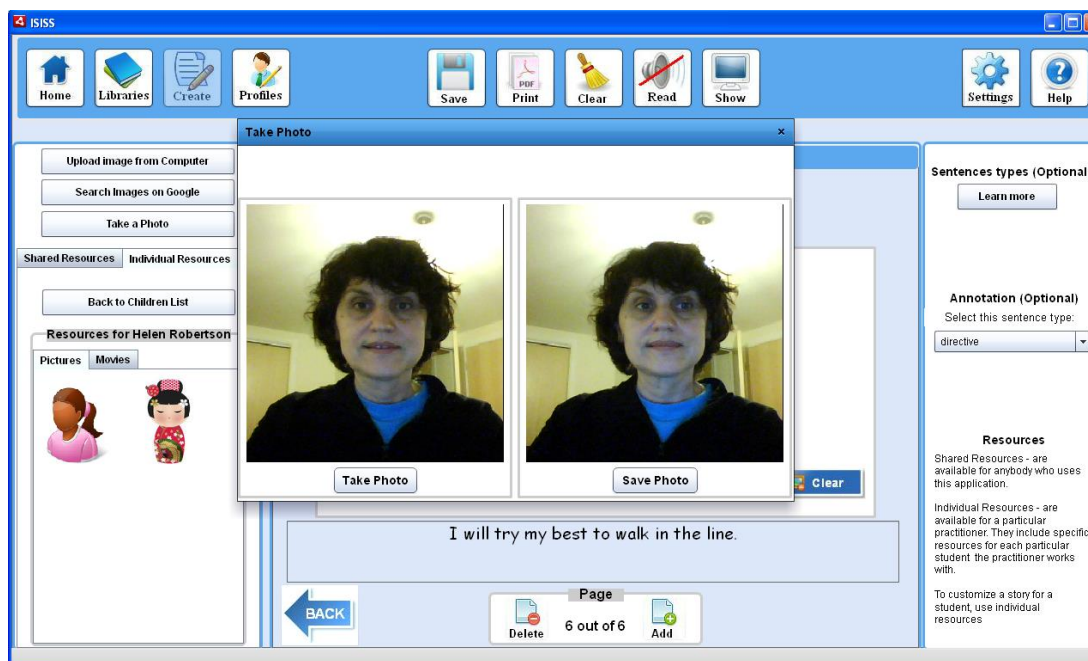 ISISS
Home
Libraries
Create
Profiles
Save
PDF
Print
Clear
Read
Show
Settings
Help
Take Photo
Upload image from Computer
Search Images on Google
Take a Photo
Shared Resources
Individual Resources
Back to Children List
Resources for Helen Robertson
Pictures
Movies
Take Photo
Save Photo
Clear
I will try my best to walk in the line.
BACK
Page
Delete
6 out of 6
Add
Sentences types (Optional
Learn more
Annotation (Optional)
Select this sentence type:
directive
Resources
Shared Resources - are
available for anybody who uses
this application.
Individual Resources - are
available for a particular
practitioner. They include specific
resources for each particular
student the practitioner works
with.
To customize a story for a
student, use individual
resources